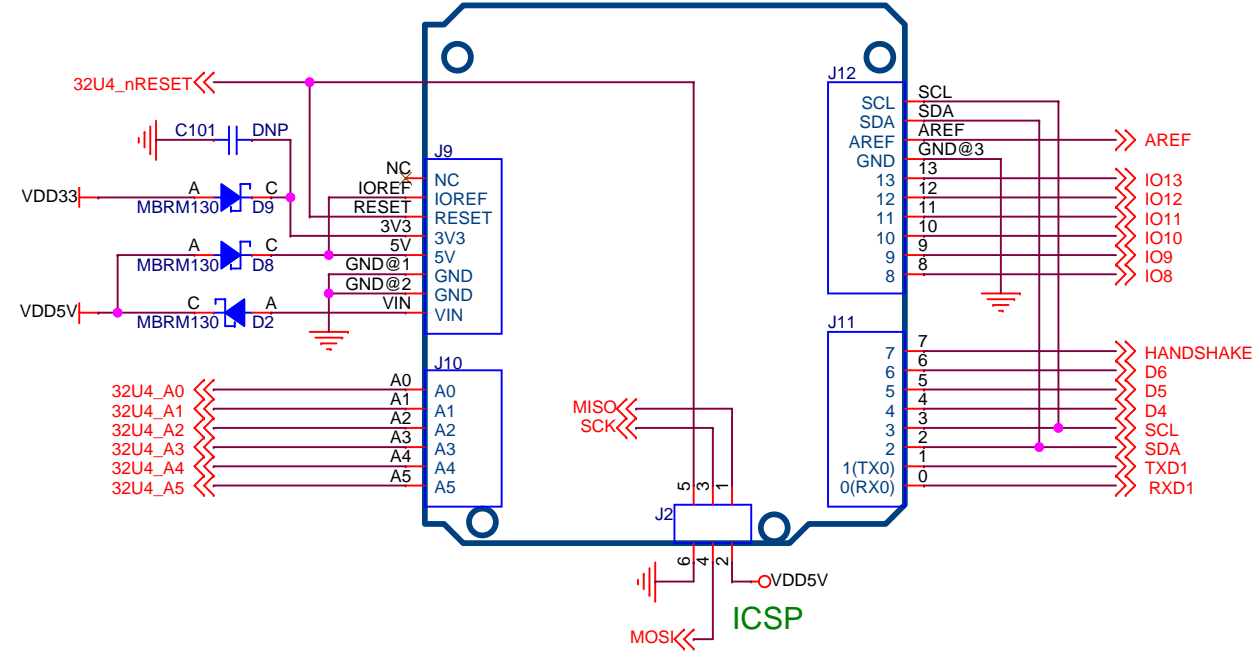 32U4_nRESET
C101 DNP
VDD33 A C
MBRM130 D9
A C
MBRM130 D8
VDD5V C A
MBRM130 D2
J9
NC NC
IOREF IOREF
RESET RESET
3V3 3V3
5V 5V
GND@1 GND
GND@2 GND
VIN VIN
J10
32U4_A0 A0 A0
32U4_A1 A1 A1
32U4_A2 A2 A2
32U4_A3 A3 A3
32U4_A4 A4 A4
32U4_A5 A5 A5
J12
SCL SCL
SDA SDA
AREF AREF AREF
GND GND@3
13 13 IO13
12 12 IO12
11 11 IO11
10 10 IO10
9 9 IO9
8 8 IO8
J11
7 7 HANDSHAKE
6 6 D6
5 5 D5
4 4 D4
3 3 SCL
2 2 SDA
1(TX0) 1 TXD1
0(RX0) 0 RXD1
MISO
SCK
5 3 1
J2
6 4 2
VDD5V
ICSP
MOSI